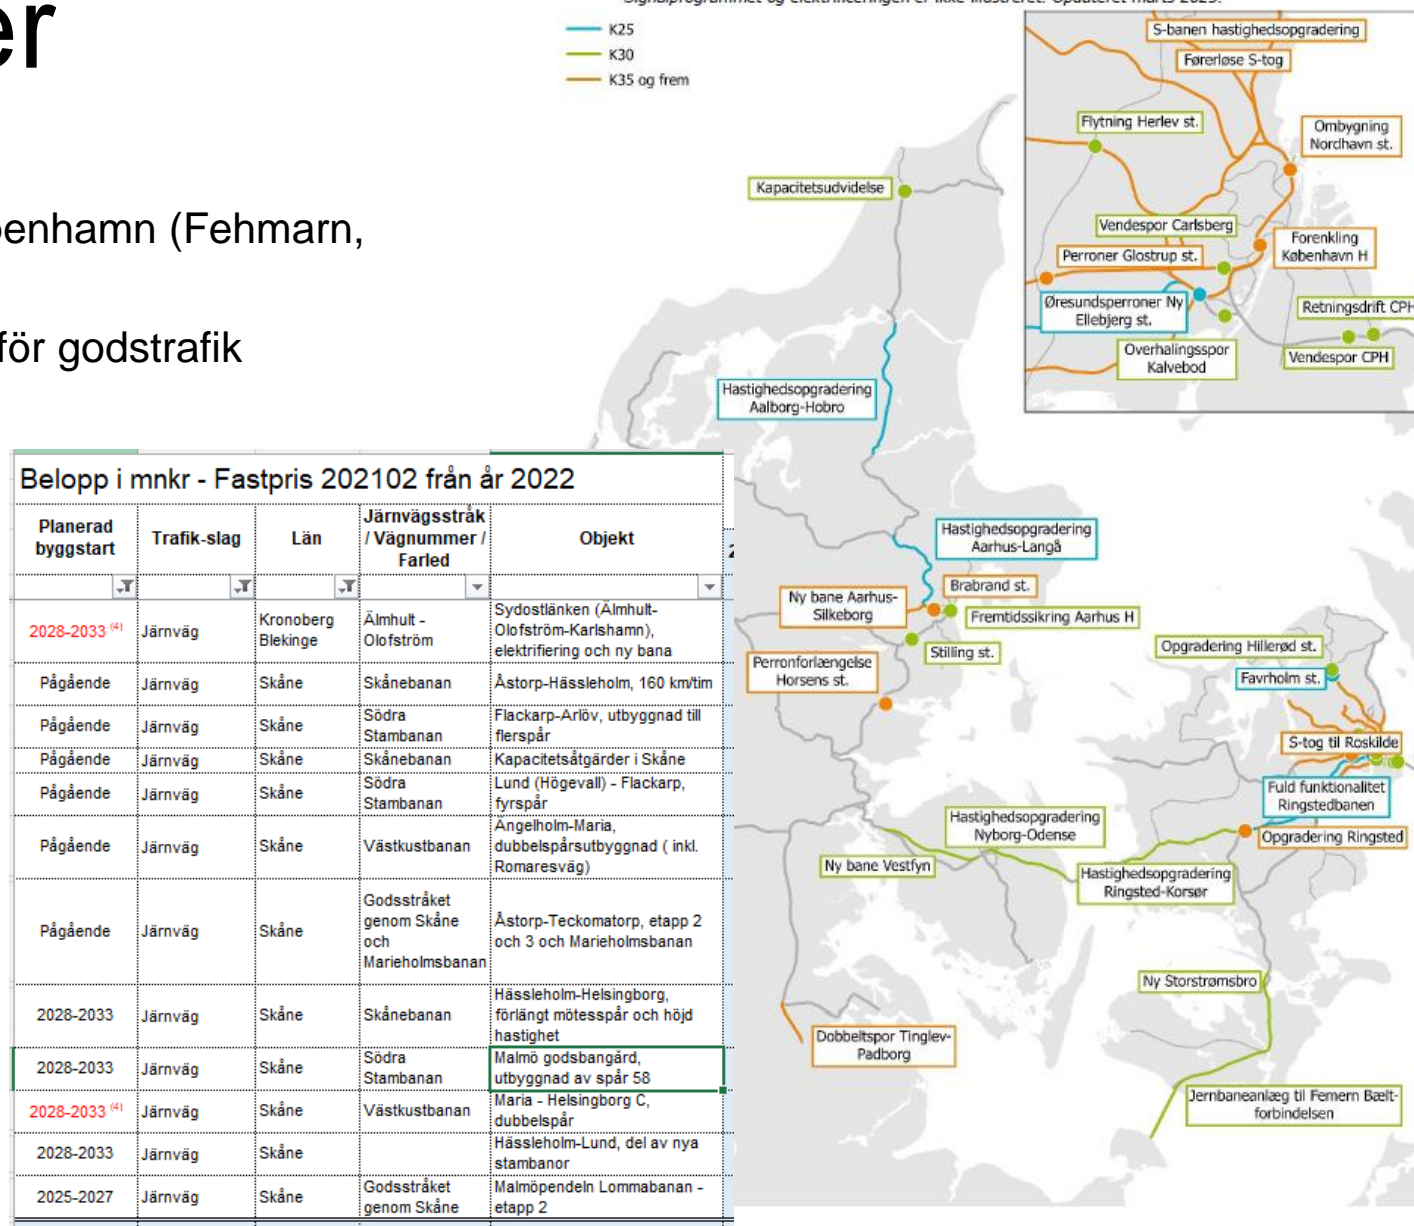 er
benhamn (Fehmarn,
för godstrafik
Belopp i mnkr - Fastpris 202102 från år 2022
Planerad
byggstart
Trafik-slag
Län
Järnvägsstråk
/ Vägnummer /
Farled
Objekt
2028-2033 (4)
Järnväg
Kronoberg
Blekinge
Älmhult -
Olofström
Sydostlänken (Älmhult-
Olofström-Karlshamn),
elektrifiering och ny bana
Pågående
Järnväg
Skåne
Skånebanan
Åstorp-Hässleholm, 160 km/tim
Pågående
Järnväg
Skåne
Södra
Stambanan
Flackarp-Arlöv, utbyggnad till
flerspår
Pågående
Järnväg
Skåne
Skånebanan
Kapacitetsåtgärder i Skåne
Pågående
Järnväg
Skåne
Södra
Stambanan
Lund (Högevall) - Flackarp,
fyrspår
Pågående
Järnväg
Skåne
Västkustbanan
Ängelholm-Maria,
dubbelspårsutbyggnad ( inkl.
Romaresväg)
Pågående
Järnväg
Skåne
Godsstråket
genom Skåne
och
Marieholmsbanan
Åstorp-Teckomatorp, etapp 2
och 3 och Marieholmsbanan
2028-2033
Järnväg
Skåne
Skånebanan
Hässleholm-Helsingborg,
förlängt mötesspår och höjd
hastighet
2028-2033
Järnväg
Skåne
Södra
Stambanan
Malmö godsbangård,
utbyggnad av spår 58
2028-2033 (4)
Järnväg
Skåne
Västkustbanan
Maria - Helsingborg C,
dubbelspår
2028-2033
Järnväg
Skåne
Hässleholm-Lund, del av nya
stambanor
2025-2027
Järnväg
Skåne
Godsstråket
genom Skåne
Malmöpendeln Lommabanan -
etapp 2
Signalprogrammet og elektrificeringen er ikke illustreret. Opdateret marts 2023.
K25
K30
K35 og frem
S-banen hastighedsopgradering
Førerløse S-tog
Flytning Herlev st.
Ombygning
Nordhavn st.
Vendespor Carlsberg
Perroner Glostrup st.
Forenkling
København H
Øresundsperroner Ny
Ellebjerg st.
Retningsdrift CPH
Overhalingsspor
Kalvebod
Vendespor CPH
Kapacitetsudvidelse
Hastighedsopgradering
Aalborg-Hobro
Hastighedsopgradering
Aarhus-Langå
Ny bane Aarhus-
Silkeborg
Brabrand st.
Fremtidssikring Aarhus H
Stilling st.
Perronforlængelse
Horsens st.
Opgradering Hillerød st.
Favrholm st.
S-tog til Roskilde
Fuld funktionalitet
Ringstedbanen
Opgradering Ringsted
Hastighedsopgradering
Nyborg-Odense
Ny bane Vestfyn
Hastighedsopgradering
Ringsted-Korsør
Ny Storstrømsbro
Dobbeltspor Tinglev-
Padborg
Jernbaneanlæg til Femern Bælt-
forbindelsen